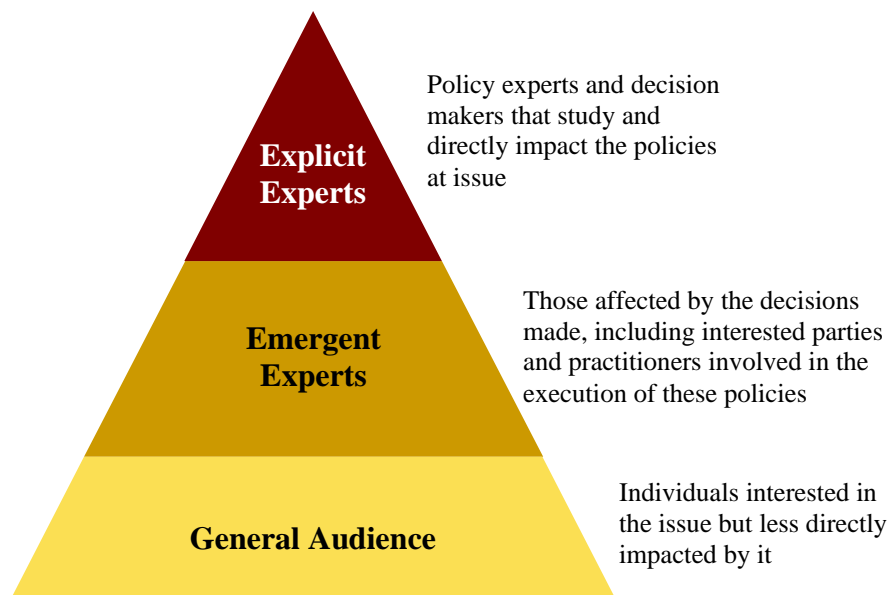 Policy experts and decision
makers that study and
directly impact the policies
at issue
Explicit
Experts
Those affected by the decisions
made, including interested parties
and practitioners involved in the
execution of these policies
Emergent
Experts
Individuals interested in
the issue but less directly
impacted by it
General Audience